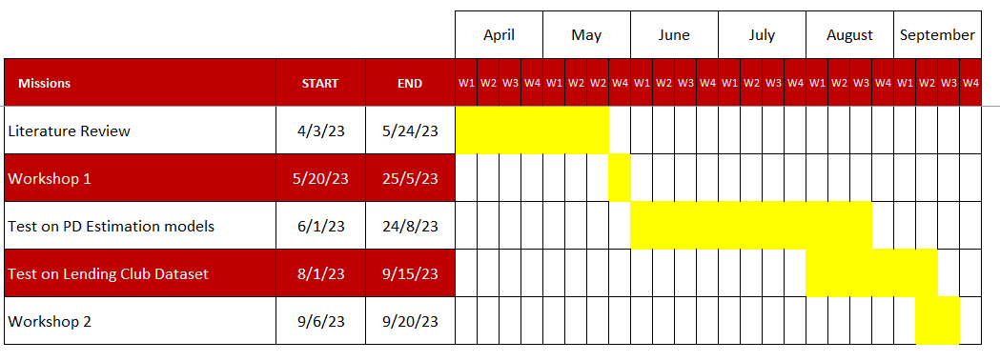 April May June July August September
Missions START END W1 W2 W3 W4 W1 W2 W2 W4 W1 W2 W3 W4 W1 W2 W3 W4 W1 W2 W3 W4 W1 W2 W3 W4
Literature Review 4/3/23 5/24/23
Workshop 1 5/20/23 25/5/23
Test on PD Estimation models 6/1/23 24/8/23
Test on Lending Club Dataset 8/1/23 9/15/23
Workshop 2 9/6/23 9/20/23